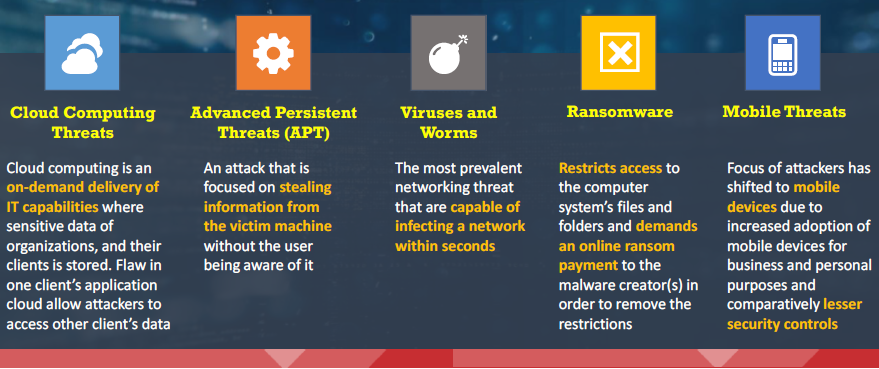 Cloud Computing
Threats
Cloud computing is an
on-demand delivery of
IT capabilities where
sensitive data of
organizations, and their
clients is stored. Flaw in
one client's application
cloud allow attackers to
access other client's data
Advanced Persistent
Threats (APT)
An attack that is
focused on stealing
information from
the victim machine
without the user
being aware of it
Viruses and
Worms
The most prevalent
networking threat
that are capable of
infecting a network
within seconds
Ransomware
Restricts access to
the computer
system's files and
folders and demands
an online ransom
payment to the
malware creator(s) in
order to remove the
restrictions
Mobile Threats
Focus of attackers has
shifted to mobile
devices due to
increased adoption of
mobile devices for
business and personal
purposes and
comparatively lesser
security controls